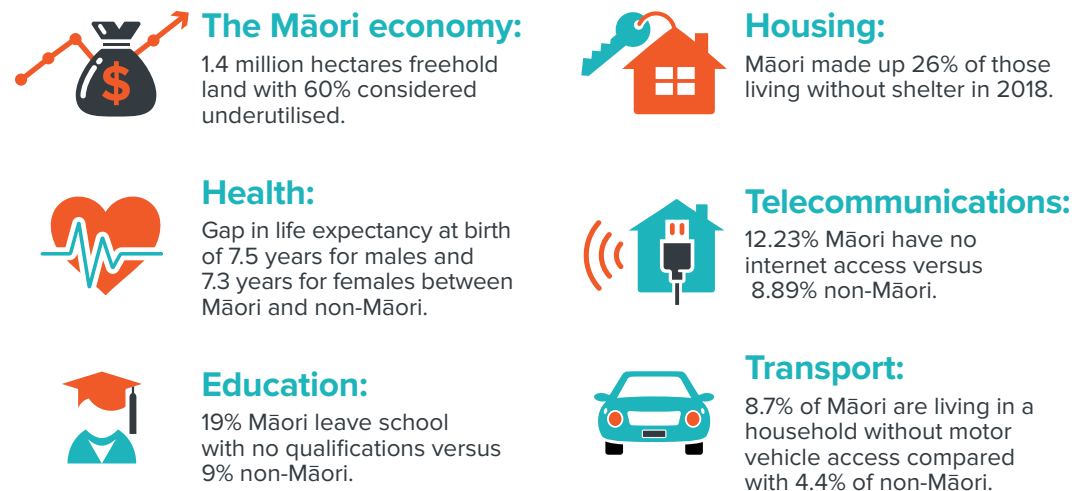 The Māori economy:
1.4 million hectares freehold
land with 60% considered
underutilised.
$
Health:
Gap in life expectancy at birth
of 7.5 years for males and
7.3 years for females between
Māori and non-Māori.
Education:
19% Māori leave school
with no qualifications versus
9% non-Māori.
Housing:
Māori made up 26% of those
living without shelter in 2018.
Telecommunications:
12.23% Māori have no
internet access versus
8.89% non-Māori.
Transport:
8.7% of Māori are living in a
household without motor
vehicle access compared
with 4.4% of non-Māori.